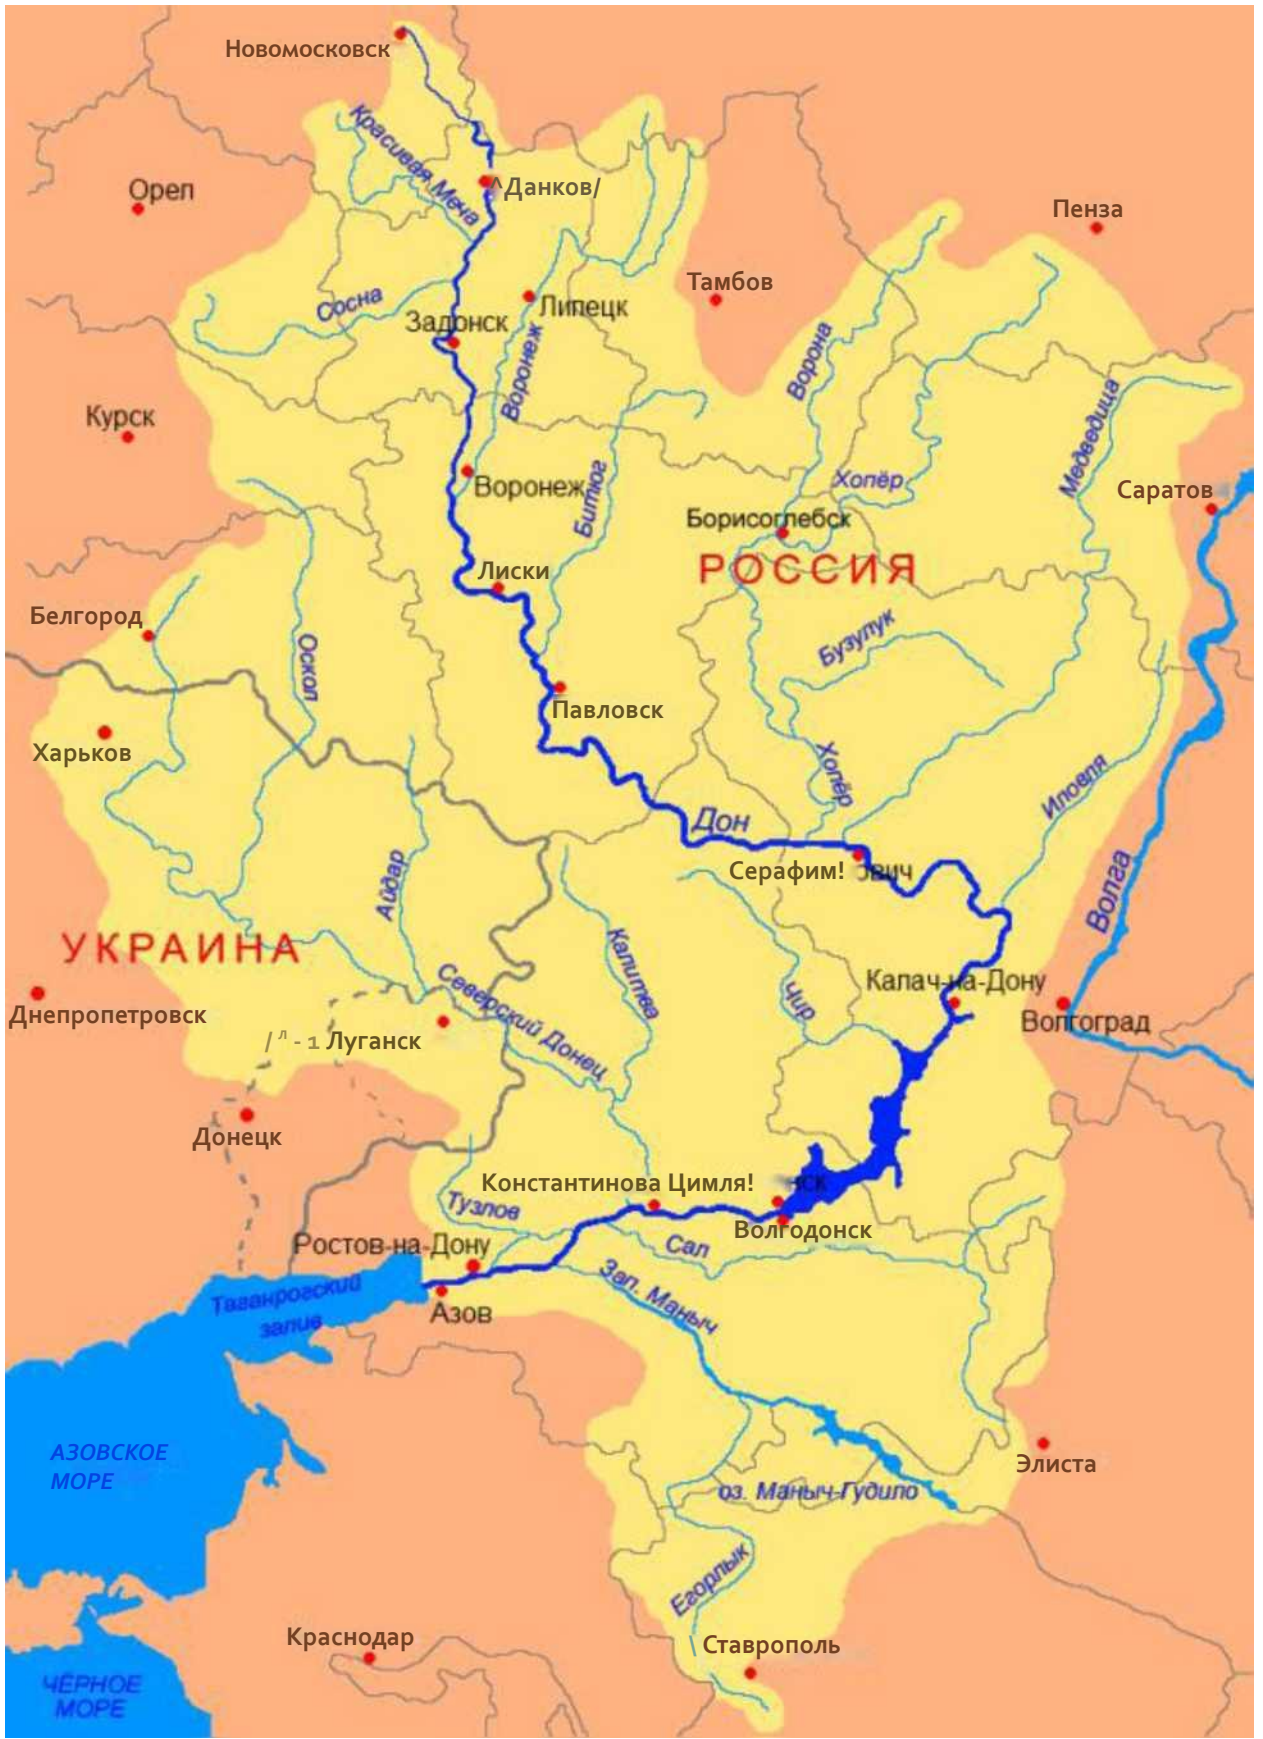 Новомосковск
Красивая Меча
^Данков/
Орел
Пенза
Тамбов
Сосна
Липецк
Задонск
Воронеж
Ворона
Курск
Медведица
Воронеж
Битюг
Хопёр
Саратов
Борисоглебск
РОССИЯ
Лиски
Белгород
Бузулук
Оскол
Павловск
Харьков
Хопёр
Иловля
Дон
Серафим!
ович
Айдар
Волга
УКРАИНА
Калитва
Северский Донец
Чир
Калач-на-Дону
Днепропетровск
Волгоград
/ л - 1 Луганск
Донецк
Константинова Цимля!
нск
Тузлов
Волгодонск
Ростов-на-Дону
Сал
Зап. Маныч
Таганрогский
залив
Азов
АЗОВСКОЕ
МОРЕ
Элиста
оз. Маныч-Гудило
Егорлык
Краснодар
\ Ставрополь
ЧЁРНОЕ
МОРЕ